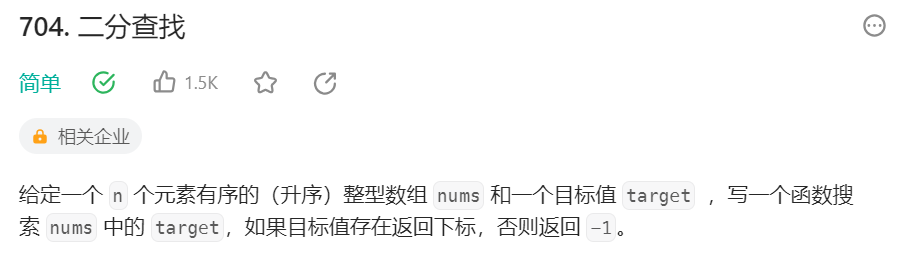 704. 二分查找
简单 1.5K
相关企业
给定一个 n 个元素有序的（升序）整型数组 nums 和一个目标值 target ，写一个函数搜
索 nums 中的 target，如果目标值存在返回下标，否则返回 -1。